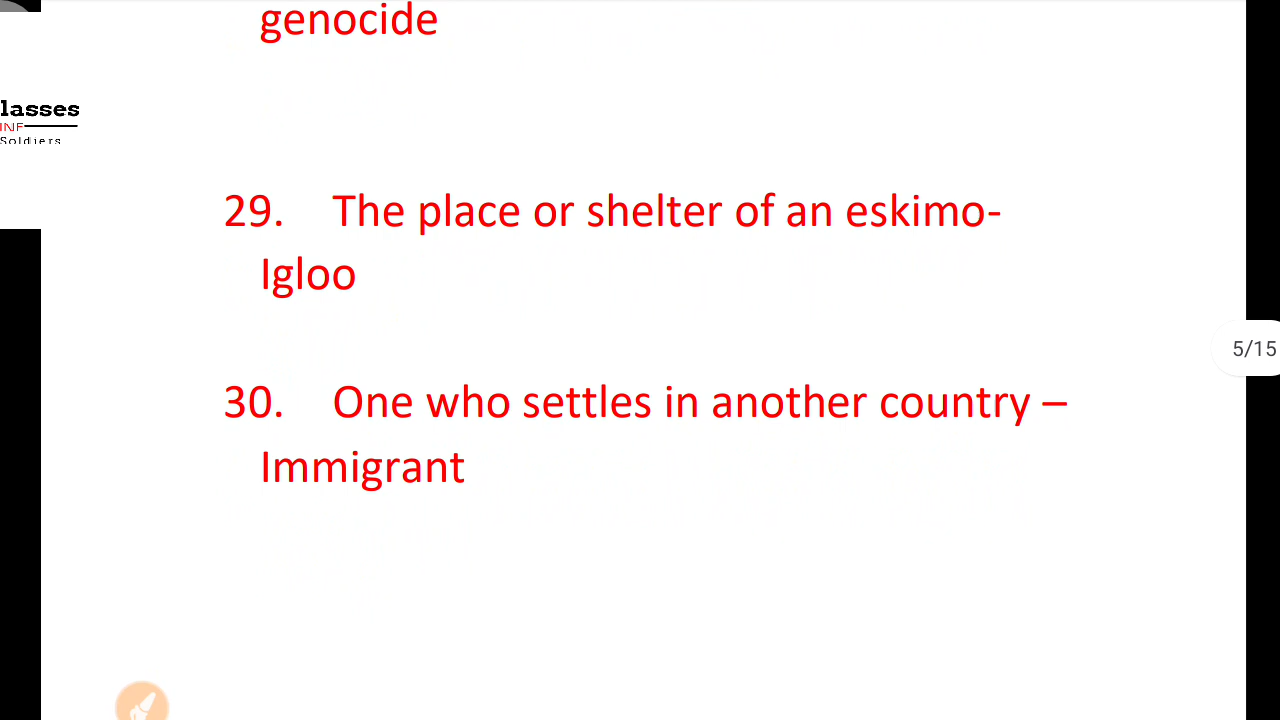 genocide
lasses
INF
Soldiers
29. The place or shelter of an eskimo-
Igloo
5/15
30. One who settles in another country –
Immigrant